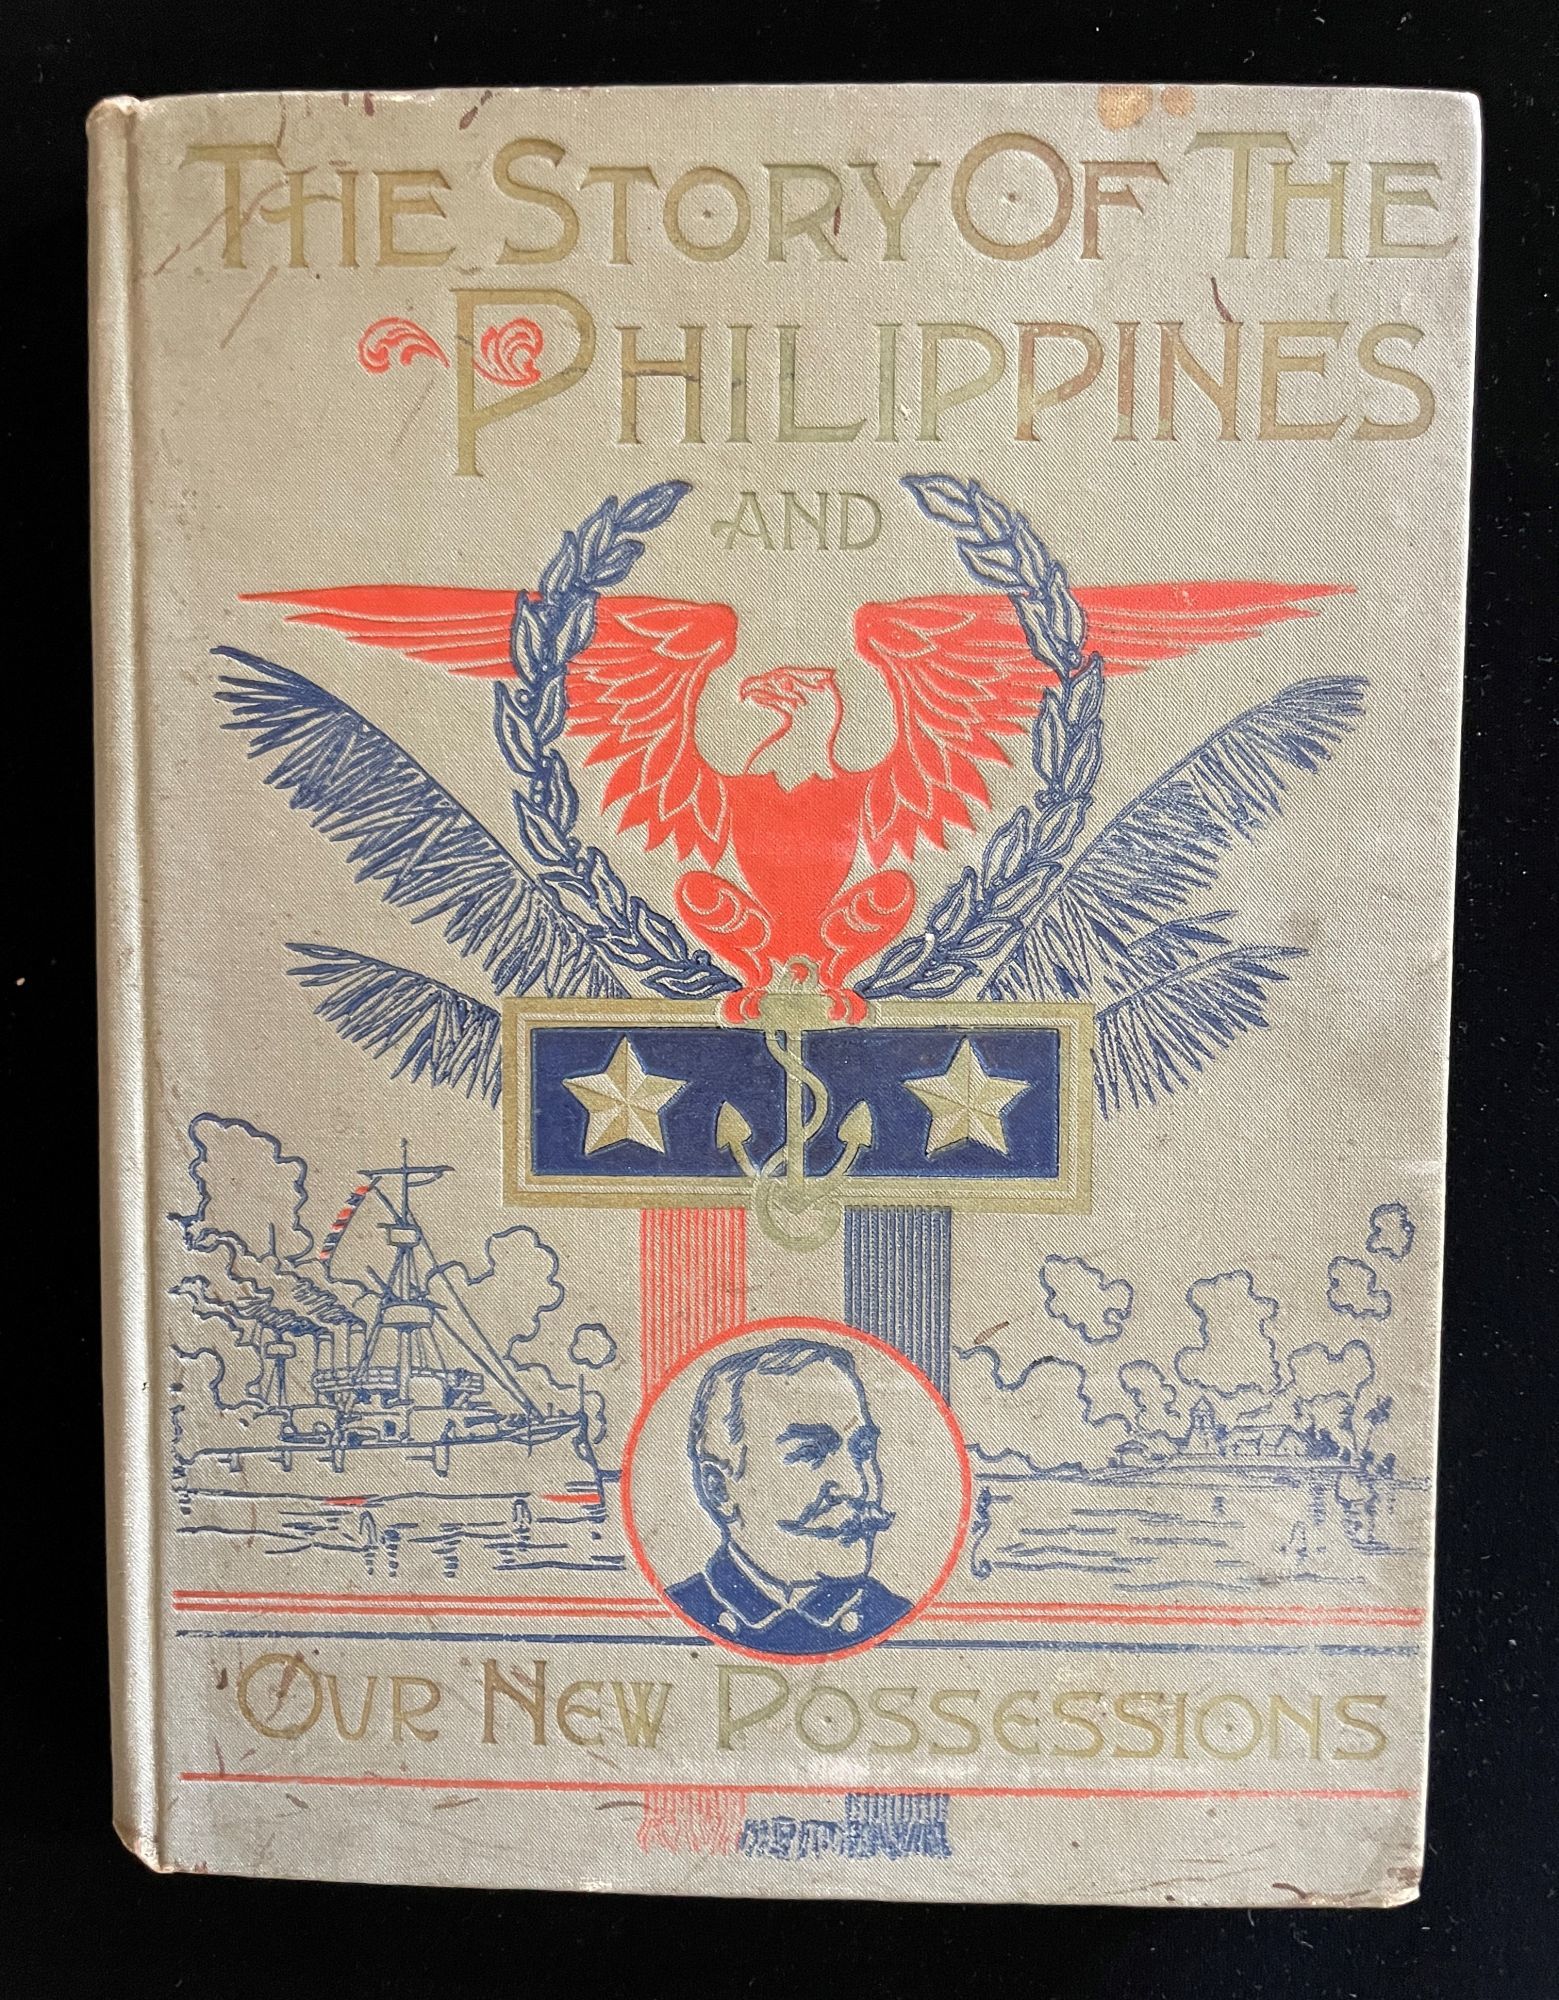 THE STORY OF THE
PHILIPPINES
AND
OUR NEW POSSESSIONS